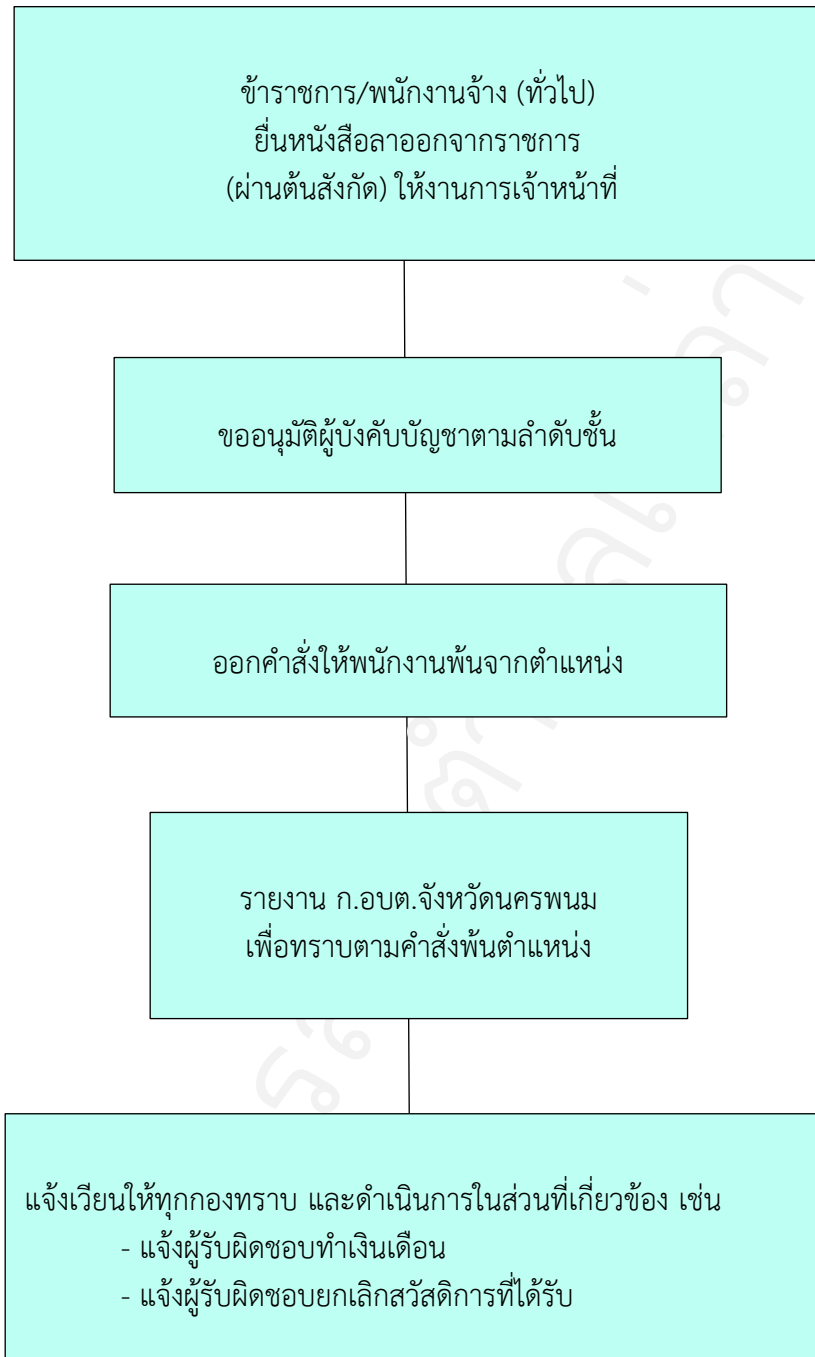 ข้าราชการ/พนักงานจ้าง (ทั่วไป)
ยื่นหนังสือลาออกจากราชการ
(ผ่านต้นสังกัด) ให้งานการเจ้าหน้าที่
ขออนุมัติผู้บังคับบัญชาตามลำดับชั้น
ออกคำสั่งให้พนักงานพ้นจากตำแหน่ง
รายงาน ก.อบต.จังหวัดนครพนม
เพื่อทราบตามคำสั่งพ้นตำแหน่ง
แจ้งเวียนให้ทุกกองทราบ และดำเนินการในส่วนที่เกี่ยวข้อง เช่น
- แจ้งผู้รับผิดชอบทำเงินเดือน
- แจ้งผู้รับผิดชอบยกเลิกสวัสดิการที่ได้รับ